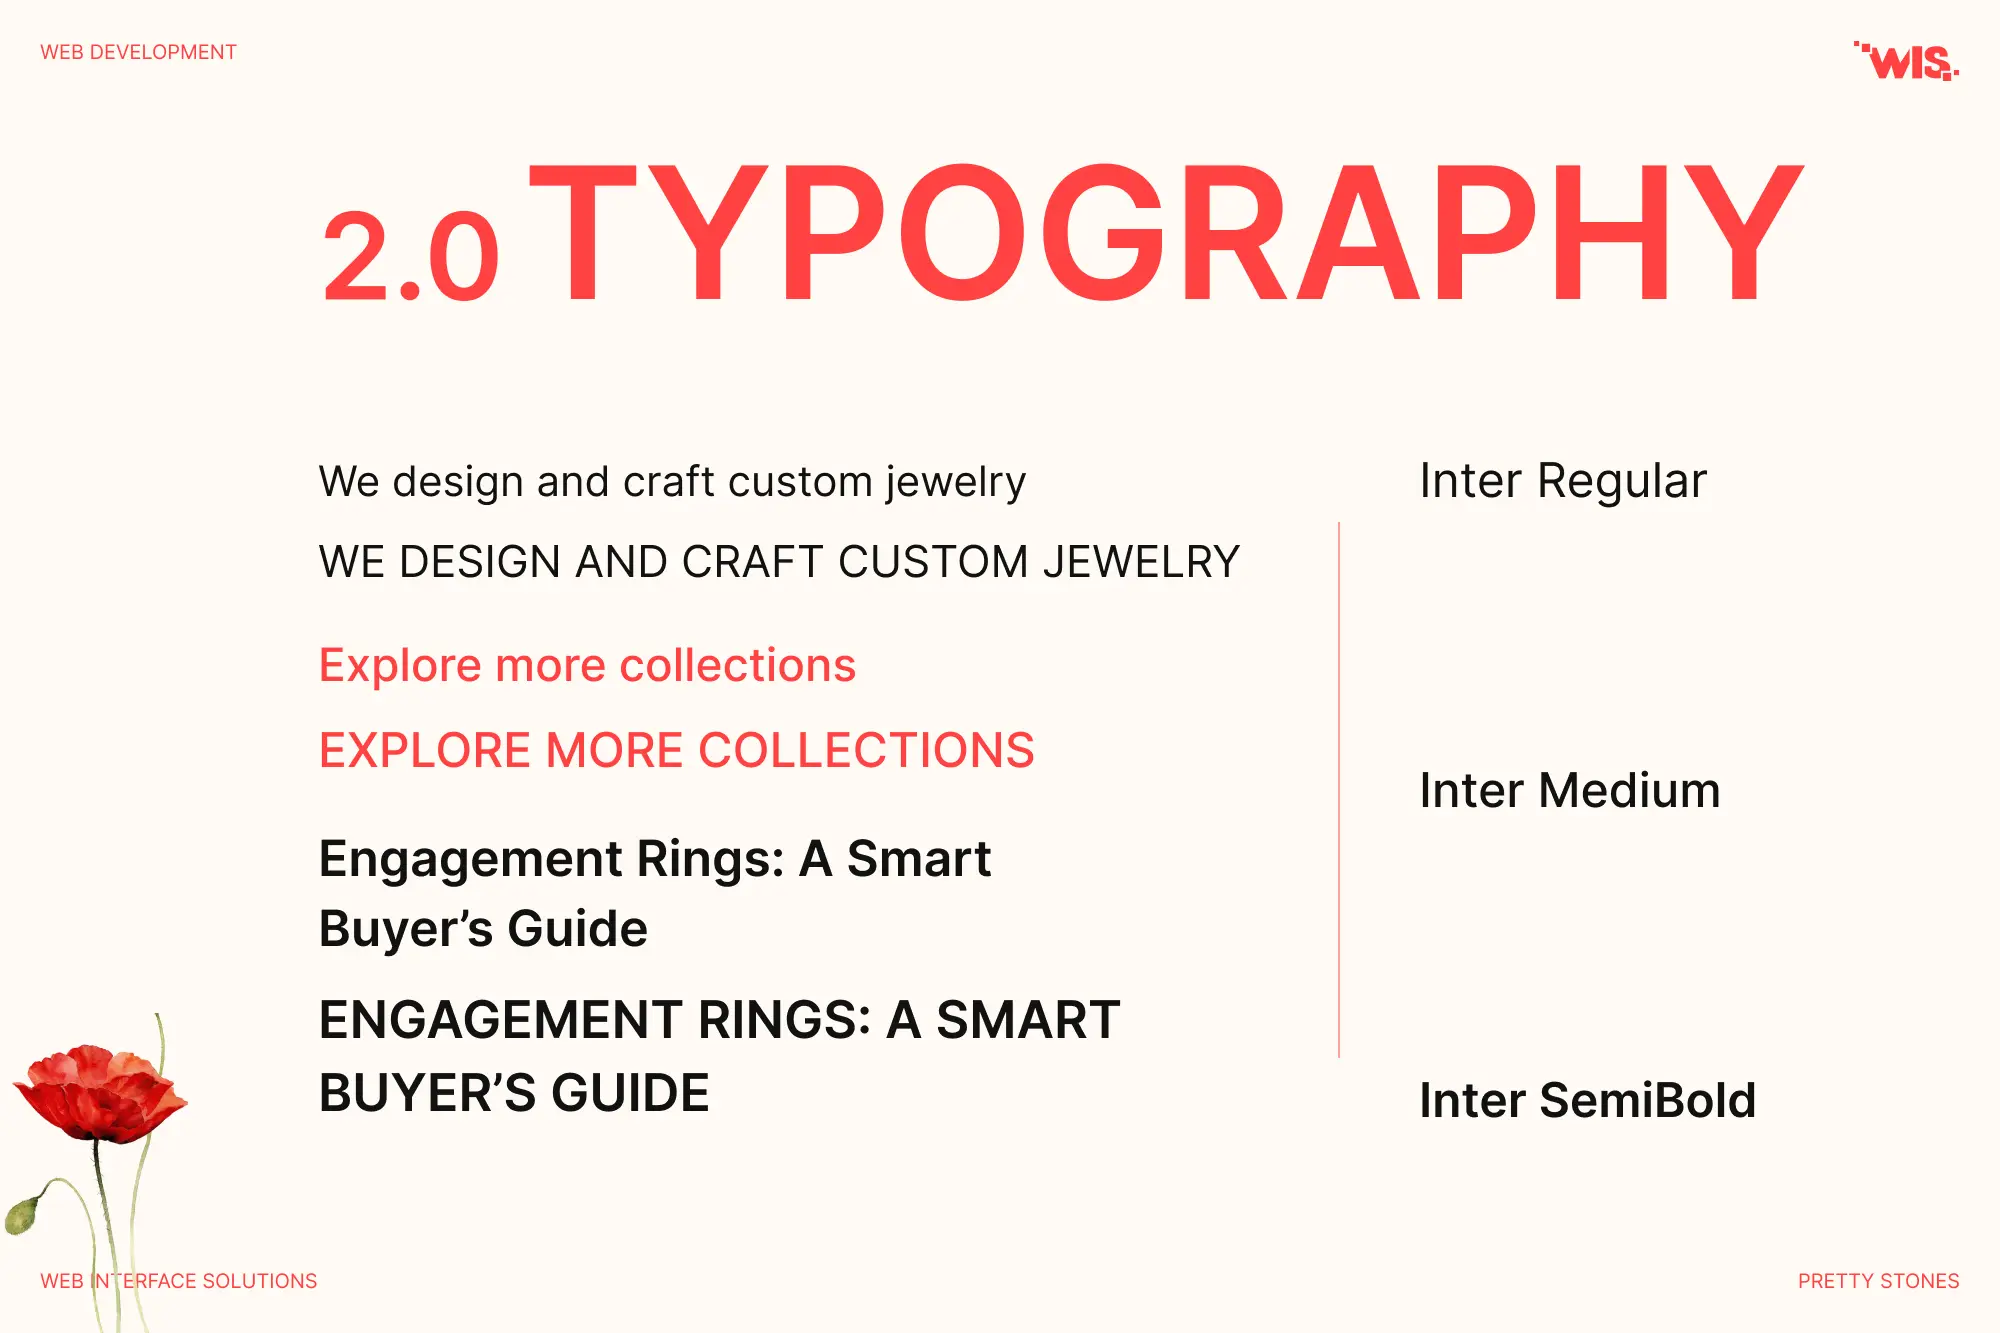 WEB DEVELOPMENT
WIS.
2.0 TYPOGRAPHY
We design and craft custom jewelry
WE DESIGN AND CRAFT CUSTOM JEWELRY
Explore more collections
EXPLORE MORE COLLECTIONS
Engagement Rings: A Smart
Buyer’s Guide
ENGAGEMENT RINGS: A SMART
BUYER’S GUIDE
Inter Regular
Inter Medium
Inter SemiBold
WEB INTERFACE SOLUTIONS
PRETTY STONES